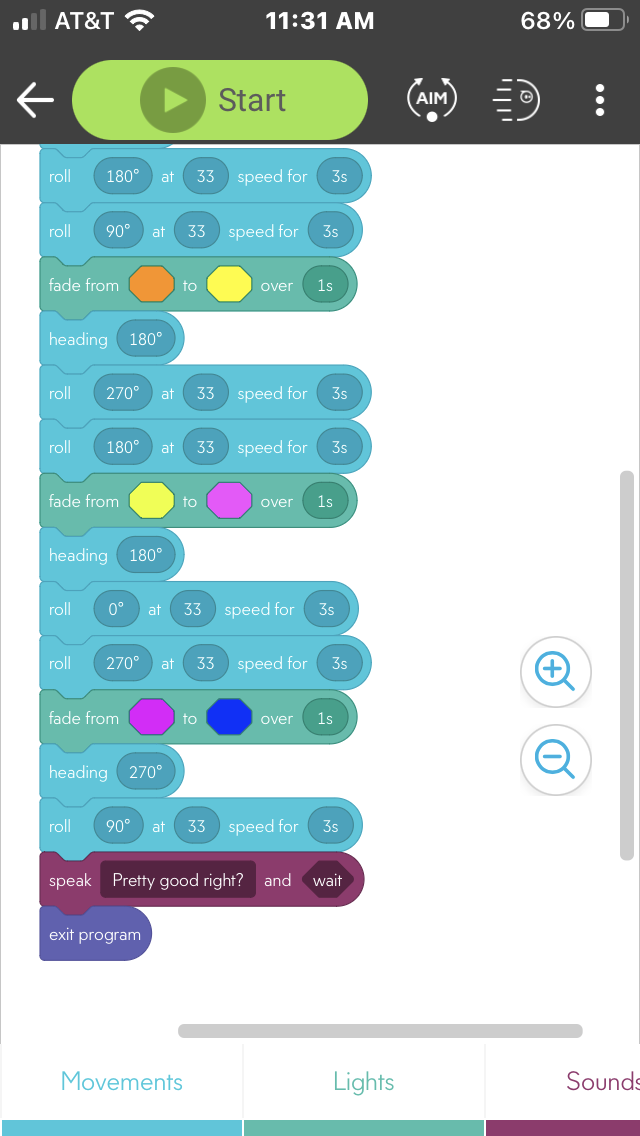 AT&T 11:31 AM 68%
Start AIM
roll 180° at 33 speed for 3s
roll 90° at 33 speed for 3s
fade from to over 1s
heading 180°
roll 270° at 33 speed for 3s
roll 180° at 33 speed for 3s
fade from to over 1s
heading 180°
roll 0° at 33 speed for 3s
roll 270° at 33 speed for 3s
fade from to over 1s
heading 270°
roll 90° at 33 speed for 3s
speak Pretty good right? and wait
exit program
Movements Lights Sounds